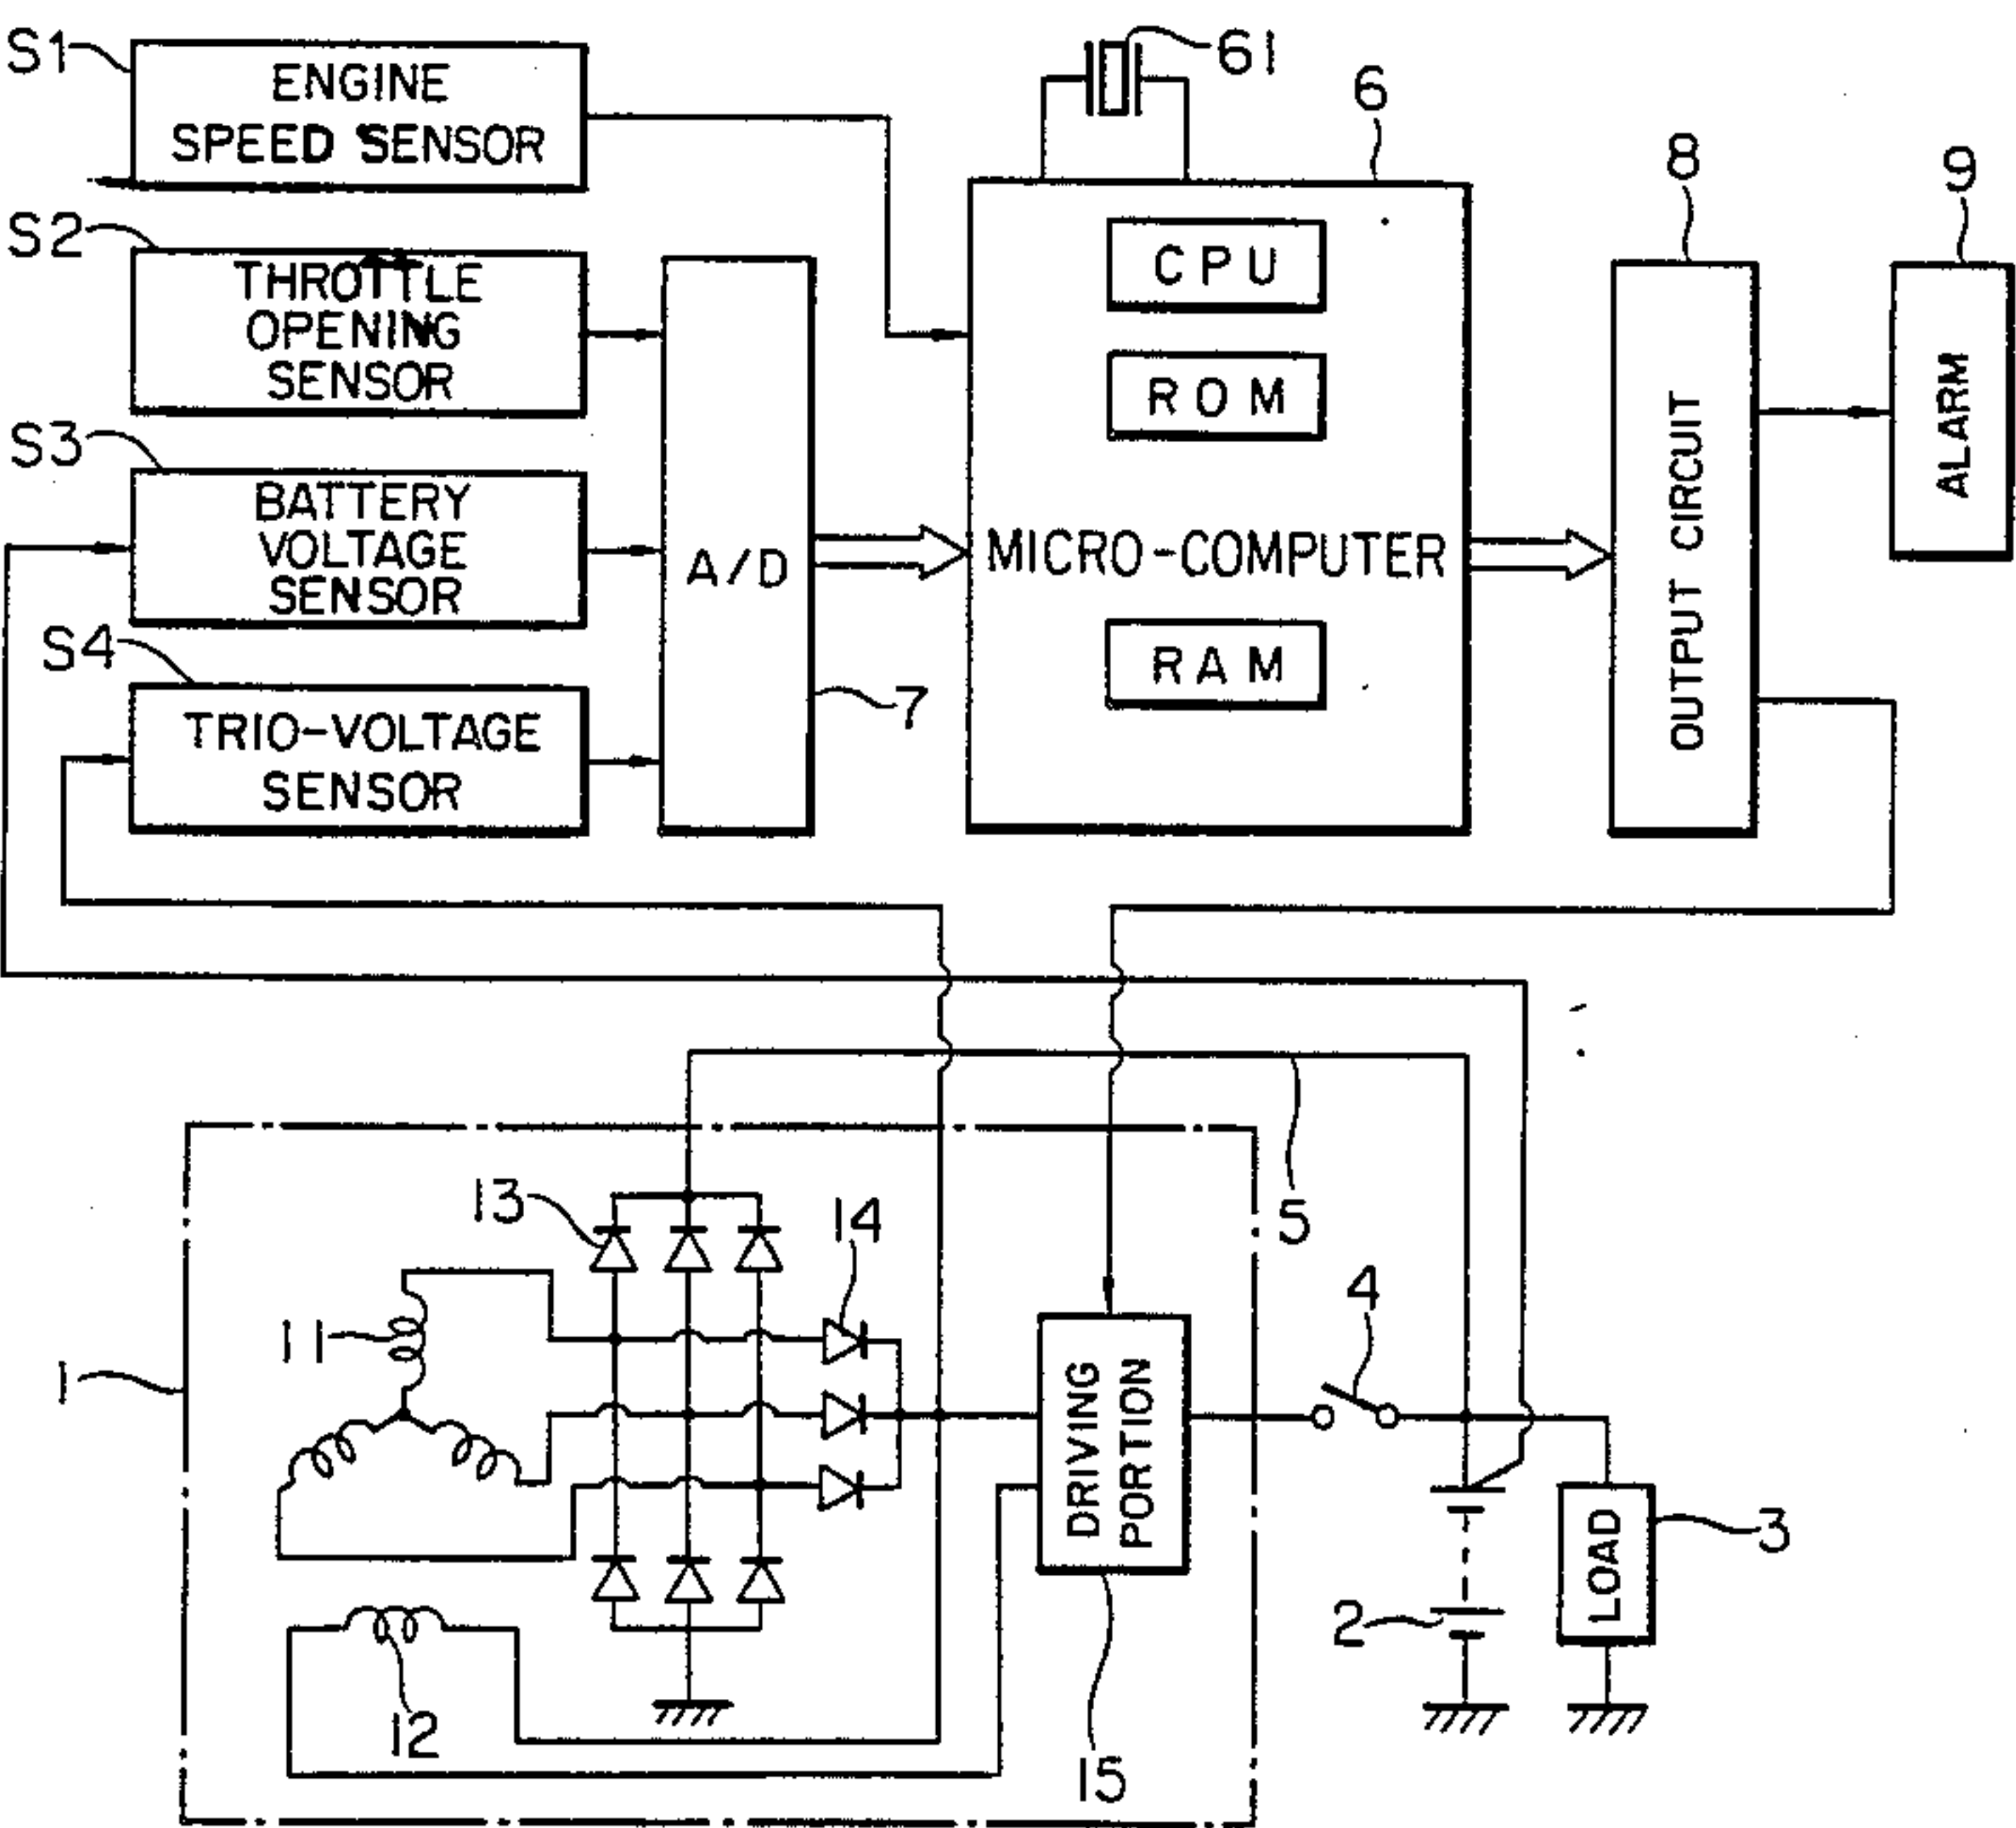 S1
ENGINE
SPEED SENSOR
61
6
8
9
S2
THROTTLE
OPENING
SENSOR
CPU
ROM
S3
BATTERY
VOLTAGE
SENSOR
A/D
MICRO-COMPUTER
OUTPUT CIRCUIT
ALARM
S4
TRIO-VOLTAGE
SENSOR
RAM
7
5
13
14
11
1
4
DRIVING
PORTION
LOAD
3
2
12
15